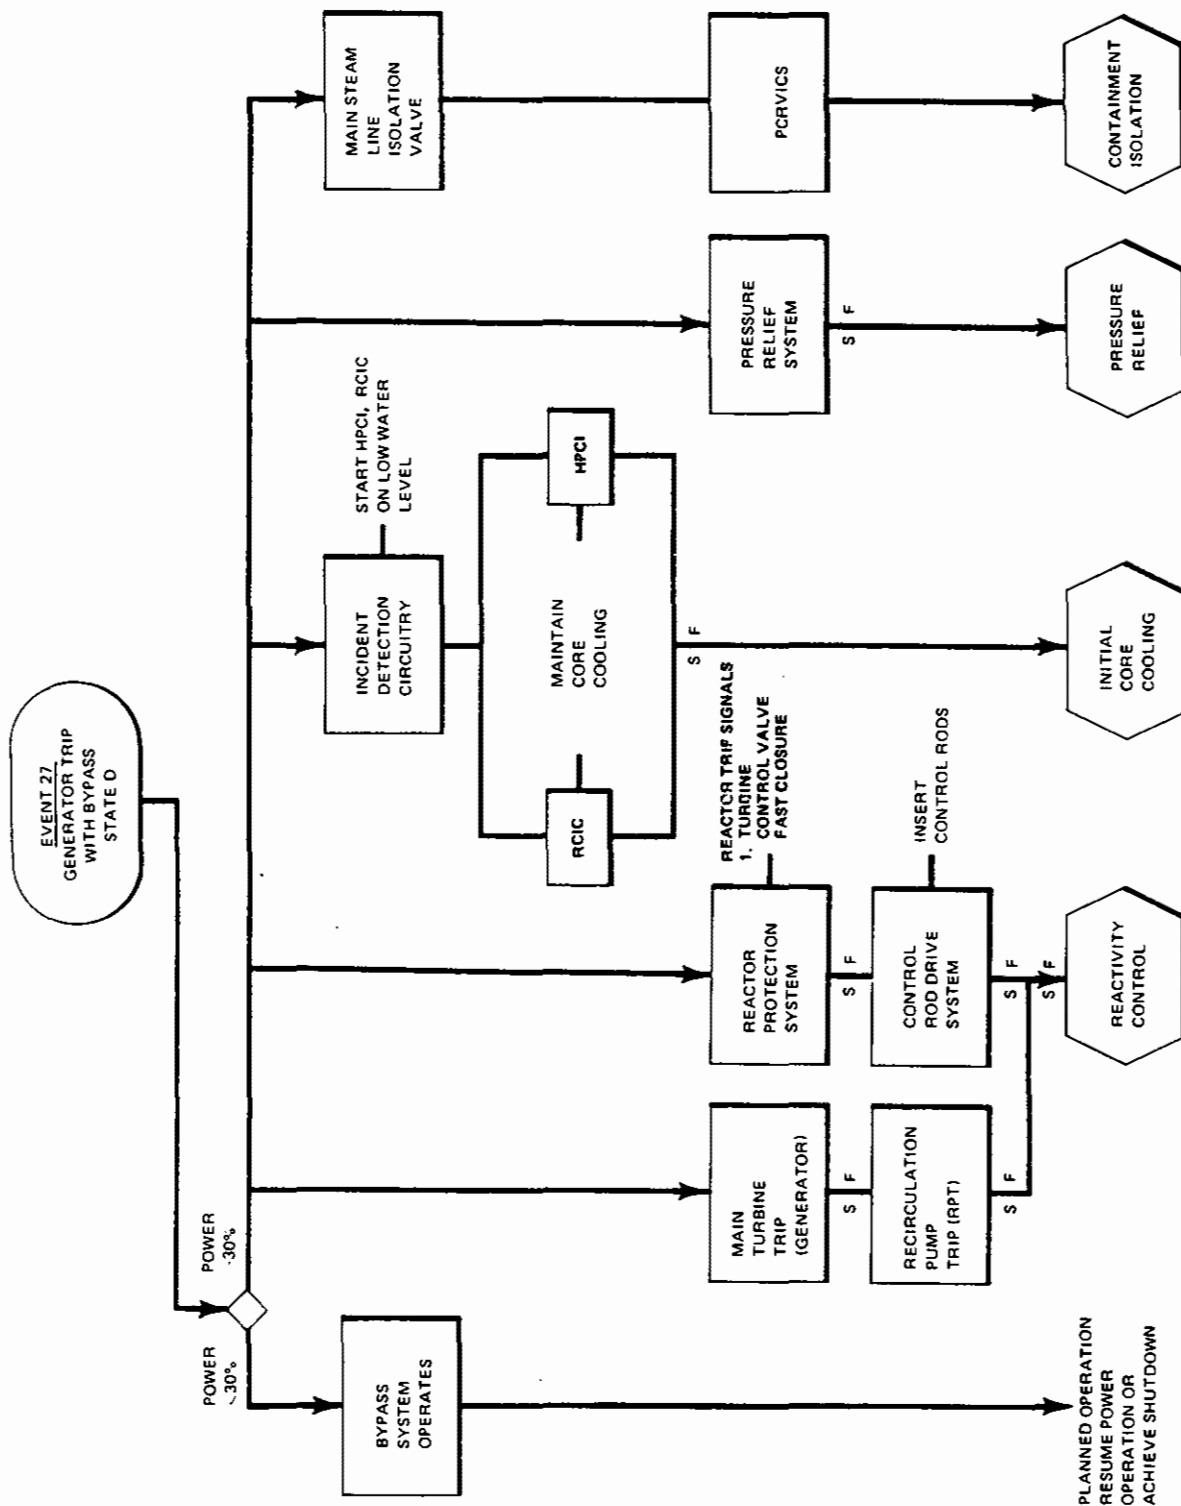 EVENT 27
GENERATOR TRIP
WITH BYPASS
STATE D
POWER
30%
POWER
30%
BYPASS
SYSTEM
OPERATES
PLANNED OPERATION
RESUME POWER
OPERATION OR
ACHIEVE SHUTDOWN
MAIN
TURBINE
TRIP
(GENERATOR)
S F
RECIRCULATION
PUMP
TRIP (RPT)
S F
REACTOR TRIP SIGNALS
1. TURBINE
CONTROL VALVE
FAST CLOSURE
REACTOR
PROTECTION
SYSTEM
S F
INSERT
CONTROL RODS
CONTROL
ROD DRIVE
SYSTEM
S F
S F
REACTIVITY
CONTROL
START HPCI, RCIC
ON LOW WATER
LEVEL
INCIDENT
DETECTION
CIRCUITRY
RCIC
MAINTAIN
CORE
COOLING
HPCI
S F
INITIAL
CORE
COOLING
PRESSURE
RELIEF
SYSTEM
S F
PRESSURE
RELIEF
MAIN STEAM
LINE
ISOLATION
VALVE
PCRVICS
CONTAINMENT
ISOLATION